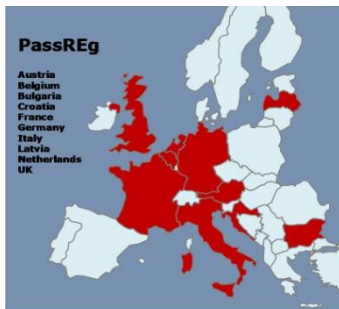 PassREg
Austria
Belgium
Bulgaria
Croatia
France
Germany
Italy
Latvia
Netherlands
UK